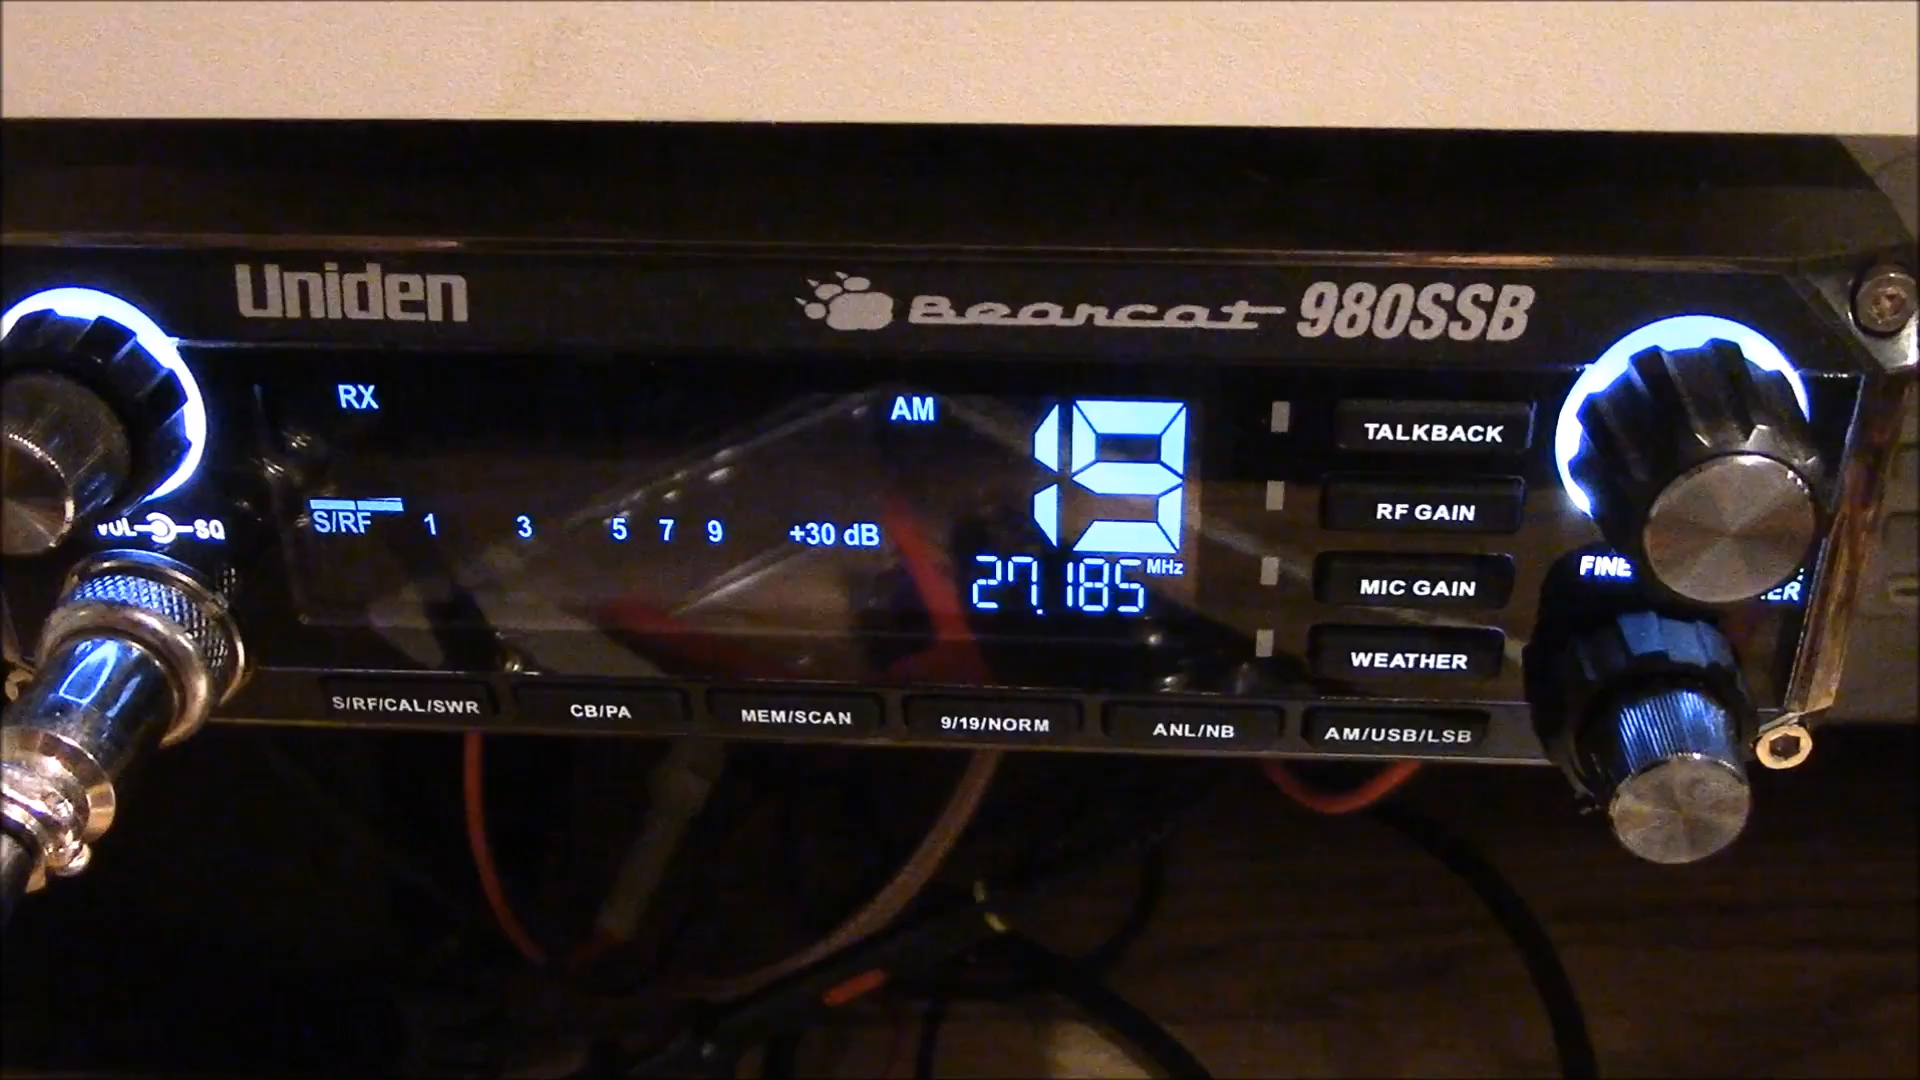 Uniden
Bearcat 980SSB
RX
AM
19
TALKBACK
VOL SQ
S/RF 1 3 5 7 9 +30 dB
RF GAIN
27.185 MHz
FINE
MIC GAIN
WEATHER
S/RF/CAL/SWR
CB/PA
MEM/SCAN
9/19/NORM
ANL/NB
AM/USB/LSB